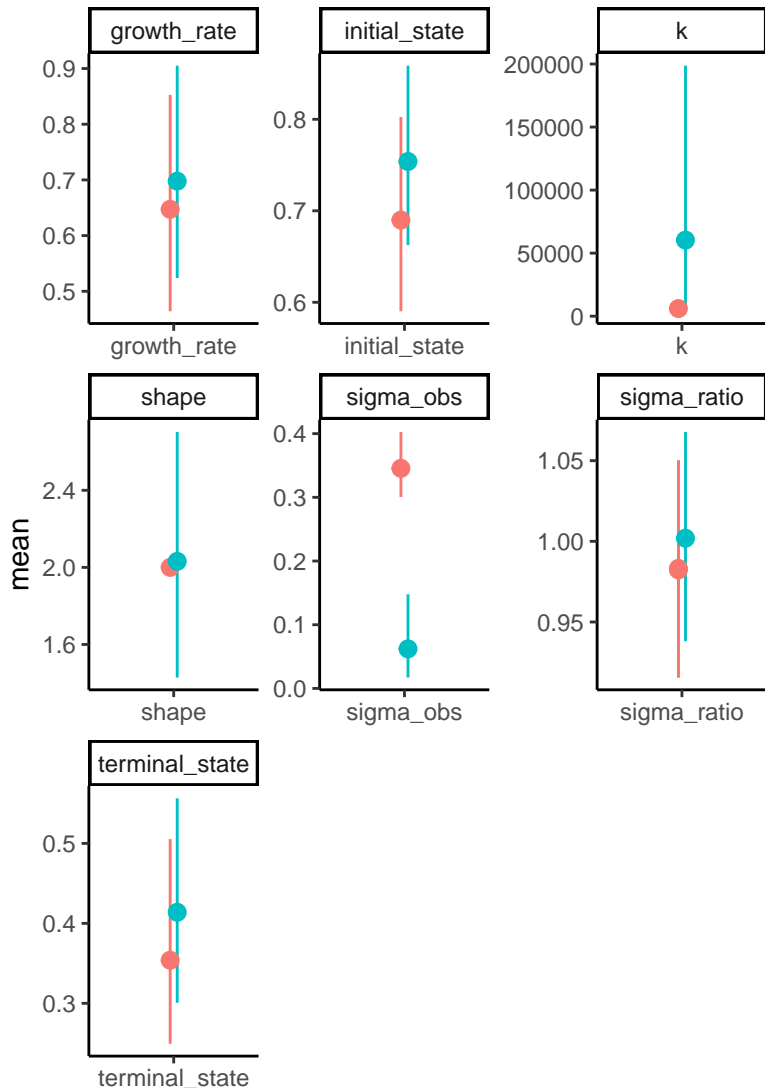 growth_rate
initial_state
k
0.9
0.8
0.7
0.6
0.5
0.8
0.7
0.6
200000
150000
100000
50000
0
growth_rate
initial_state
k
mean
shape
sigma_obs
sigma_ratio
2.4
2.0
1.6
0.4
0.3
0.2
0.1
0.0
1.05
1.00
0.95
shape
sigma_obs
sigma_ratio
terminal_state
0.5
0.4
0.3
terminal_state